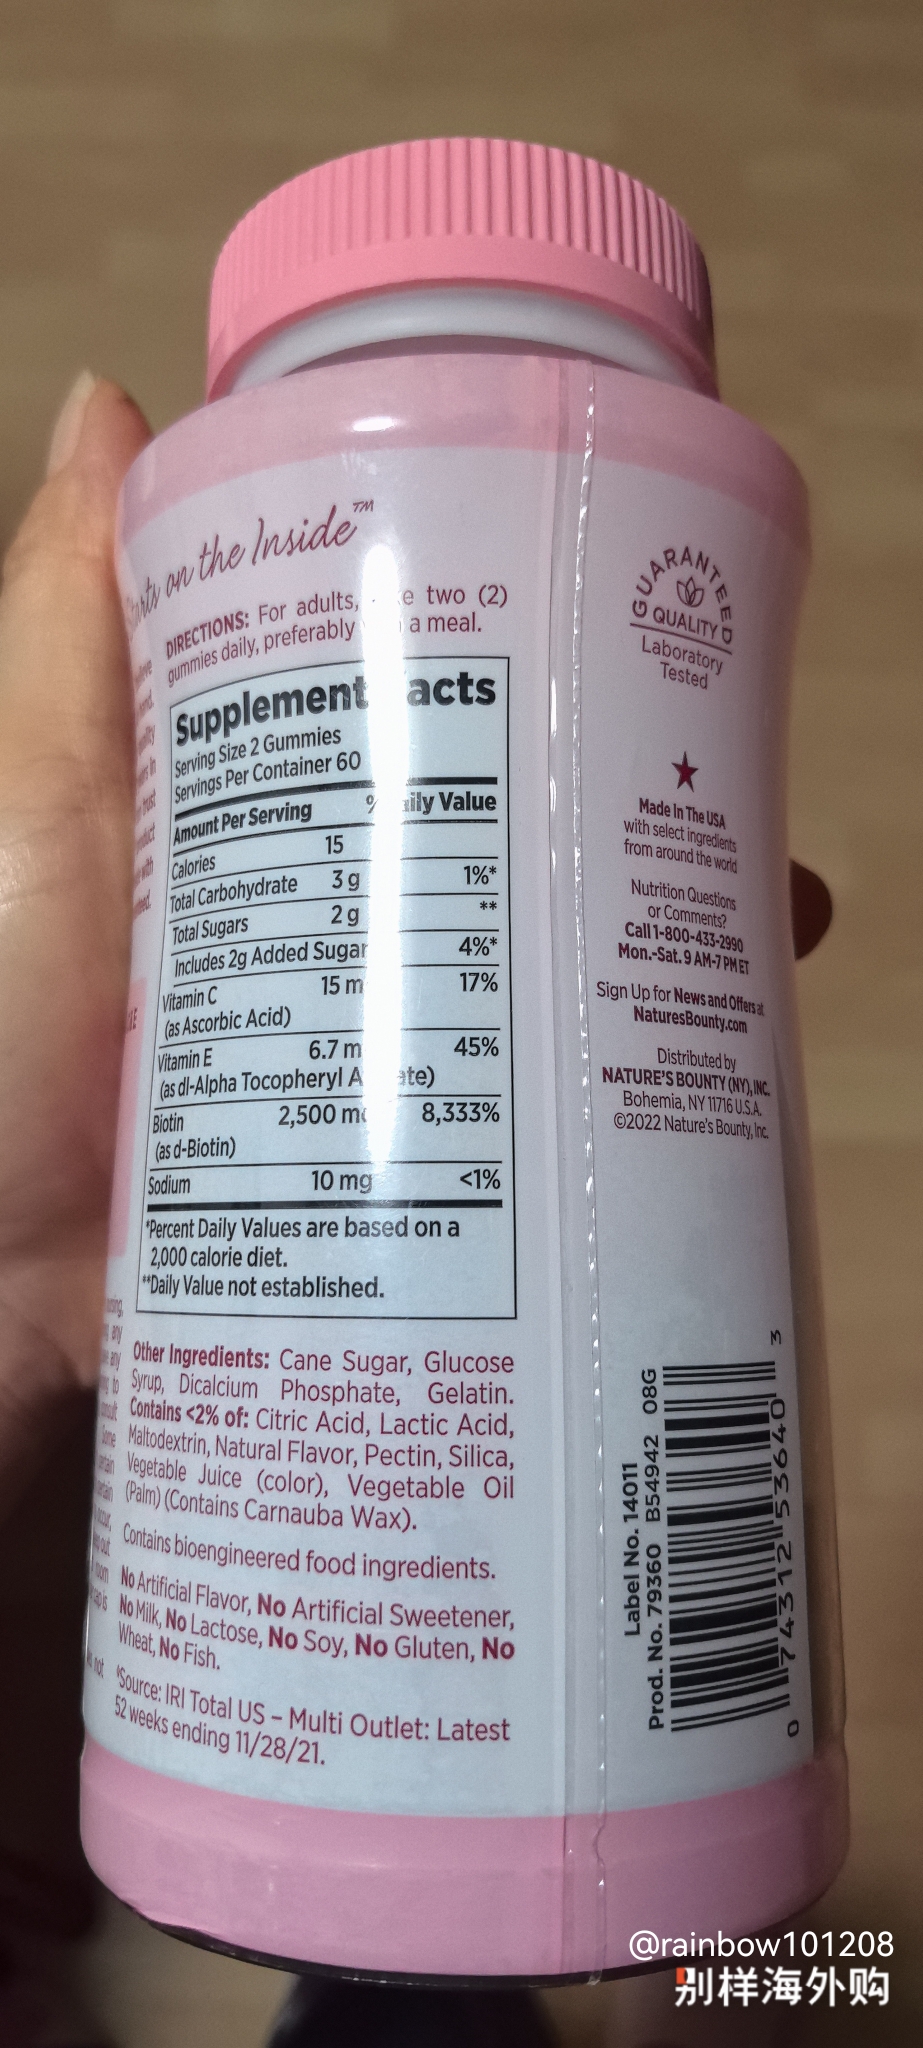 Starts on the Inside™
DIRECTIONS: For adults, two (2)
gummies daily, preferably a meal.
Supplement acts
Serving Size 2 Gummies
Servings Per Container 60
Amount Per Serving % aily Value
Calories 15
Total Carbohydrate 3 g 1%*
Total Sugars 2 g **
Includes 2g Added Sugar 4%*
Vitamin C 15 m 17%
(as Ascorbic Acid)
Vitamin E 6.7 m 45%
(as dl-Alpha Tocopheryl A ate)
Biotin 2,500 mc 8,333%
(as d-Biotin)
Sodium 10 mg <1%
*Percent Daily Values are based on a
2,000 calorie diet.
**Daily Value not established.
Other Ingredients: Cane Sugar, Glucose
Syrup, Dicalcium Phosphate, Gelatin.
Contains <2% of: Citric Acid, Lactic Acid,
Maltodextrin, Natural Flavor, Pectin, Silica,
Vegetable Juice (color), Vegetable Oil
(Palm) (Contains Carnauba Wax).
Contains bioengineered food ingredients.
No Artificial Flavor, No Artificial Sweetener,
No Milk, No Lactose, No Soy, No Gluten, No
Wheat, No Fish.
‡Source: IRI Total US – Multi Outlet: Latest
52 weeks ending 11/28/21.
GUARANTEED
QUALITY
Laboratory
Tested
Made In The USA
with select ingredients
from around the world
Nutrition Questions
or Comments?
Call 1-800-433-2990
Mon.-Sat. 9 AM-7 PM ET
Sign Up for News and Offers at
NaturesBounty.com
Distributed by
NATURE'S BOUNTY (NY), INC.
Bohemia, NY 11716 U.S.A.
©2022 Nature's Bounty, Inc.
Label No. 14011
Prod. No. 79360 B54942 08G
0 74312 53640 3
@rainbow101208
别样海外购